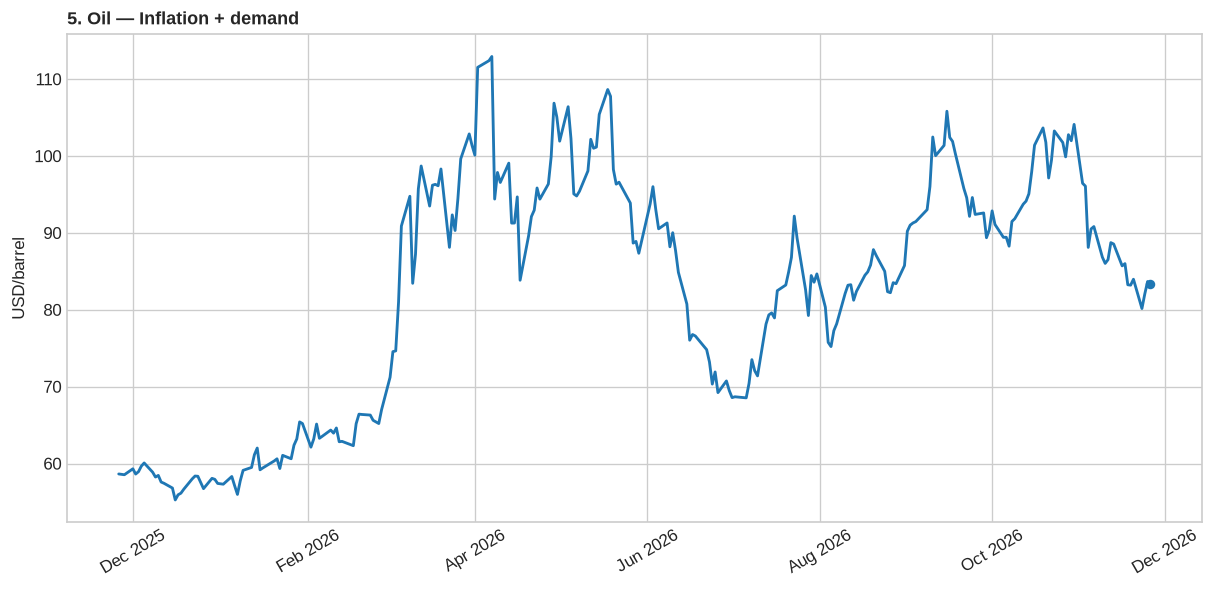 5. Oil — Inflation + demand
USD/barrel
110
100
90
80
70
60
Dec 2025
Feb 2026
Apr 2026
Jun 2026
Aug 2026
Oct 2026
Dec 2026